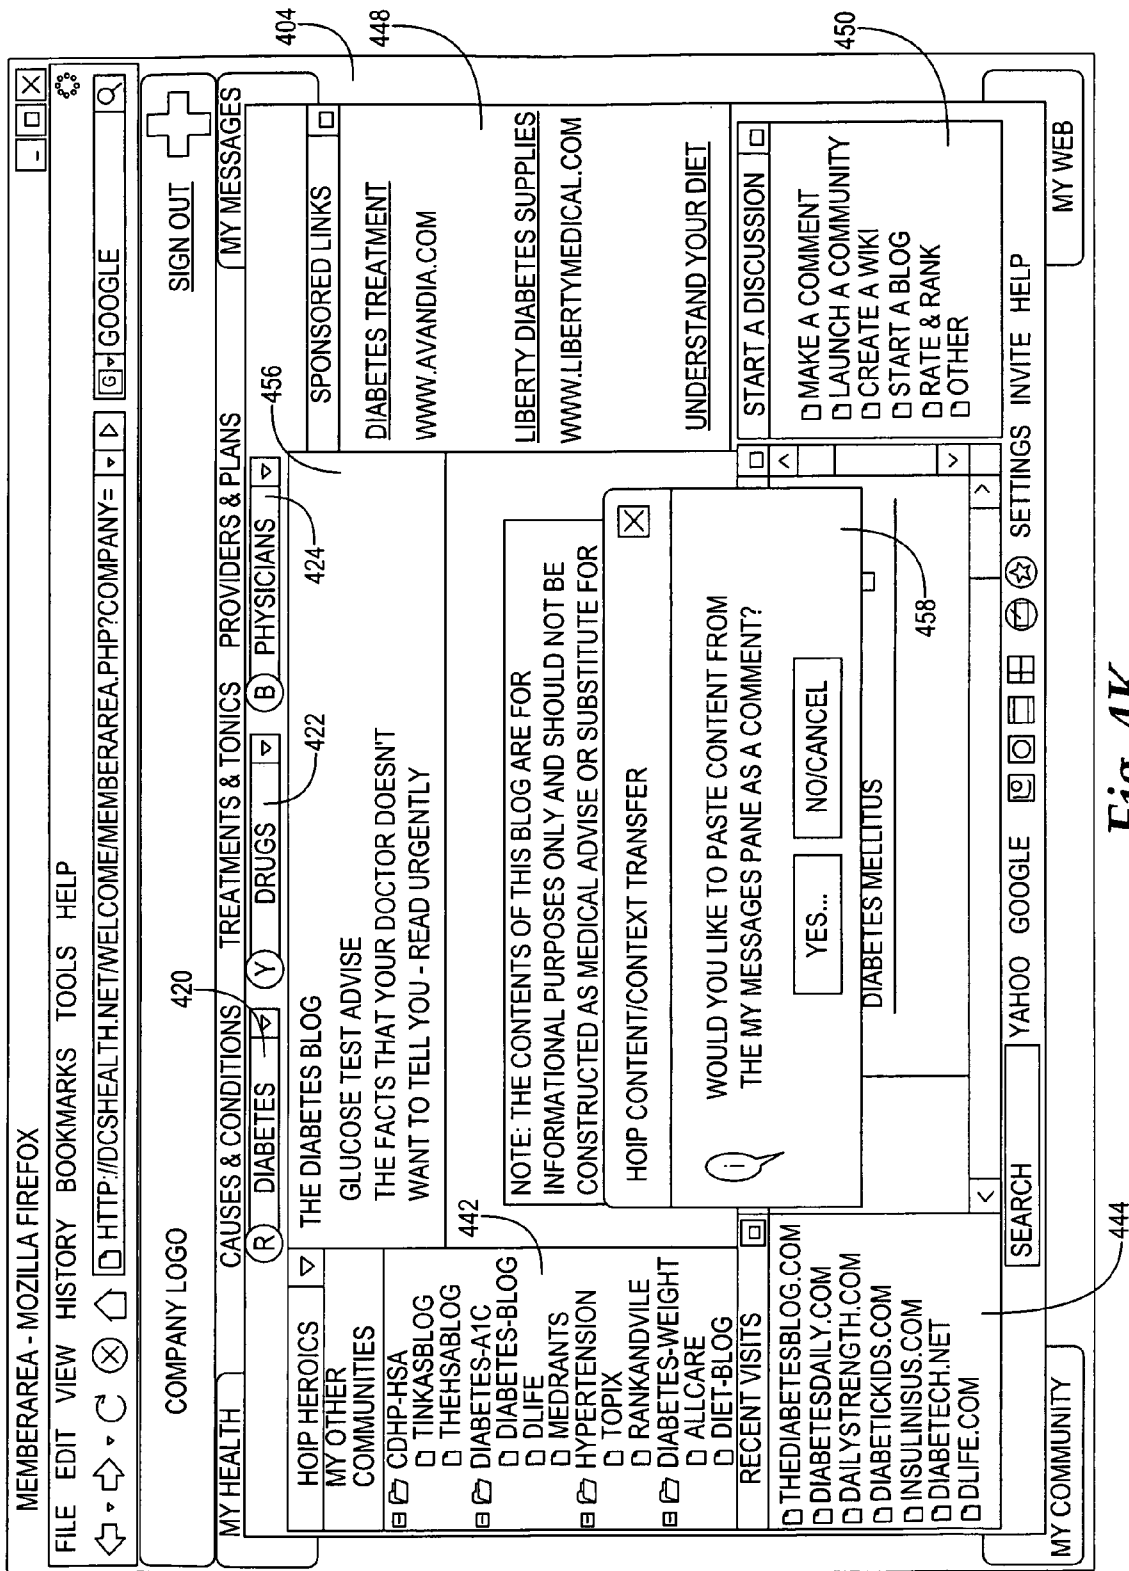 MEMBERAREA - MOZILLA FIREFOX
FILE EDIT VIEW HISTORY BOOKMARKS TOOLS HELP
HTTP://DCSHEALTH.NET/WELCOME/MEMBERAREA.PHP?COMPANY=
G GOOGLE
COMPANY LOGO
SIGN OUT
404
MY HEALTH
CAUSES & CONDITIONS
TREATMENTS & TONICS
PROVIDERS & PLANS
MY MESSAGES
R DIABETES
420
Y DRUGS
422
B PHYSICIANS
424
456
HOIP HEROICS
MY OTHER
COMMUNITIES
CDHP-HSA
TINKASBLOG
THEHSABLOG
DIABETES-A1C
DIABETES-BLOG
DLIFE
MEDRANTS
HYPERTENSION
TOPIX
RANKANDVILE
DIABETES-WEIGHT
ALLCARE
DIET-BLOG
442
THE DIABETES BLOG
GLUCOSE TEST ADVISE
THE FACTS THAT YOUR DOCTOR DOESN'T
WANT TO TELL YOU - READ URGENTLY
NOTE: THE CONTENTS OF THIS BLOG ARE FOR
INFORMATIONAL PURPOSES ONLY AND SHOULD NOT BE
CONSTRUCTED AS MEDICAL ADVISE OR SUBSTITUTE FOR
HOIP CONTENT/CONTEXT TRANSFER
i
WOULD YOU LIKE TO PASTE CONTENT FROM
THE MY MESSAGES PANE AS A COMMENT?
YES...
NO/CANCEL
458
DIABETES MELLITUS
SPONSORED LINKS
DIABETES TREATMENT
WWW.AVANDIA.COM
LIBERTY DIABETES SUPPLIES
WWW.LIBERTYMEDICAL.COM
UNDERSTAND YOUR DIET
448
RECENT VISITS
THEDIABETESBLOG.COM
DIABETESDAILY.COM
DAILYSTRENGTH.COM
DIABETICKIDS.COM
INSULINISUS.COM
DIABETECH.NET
DLIFE.COM
444
START A DISCUSSION
MAKE A COMMENT
LAUNCH A COMMUNITY
CREATE A WIKI
START A BLOG
RATE & RANK
OTHER
450
MY COMMUNITY
SEARCH
YAHOO GOOGLE
SETTINGS INVITE HELP
MY WEB
Fig. 4K